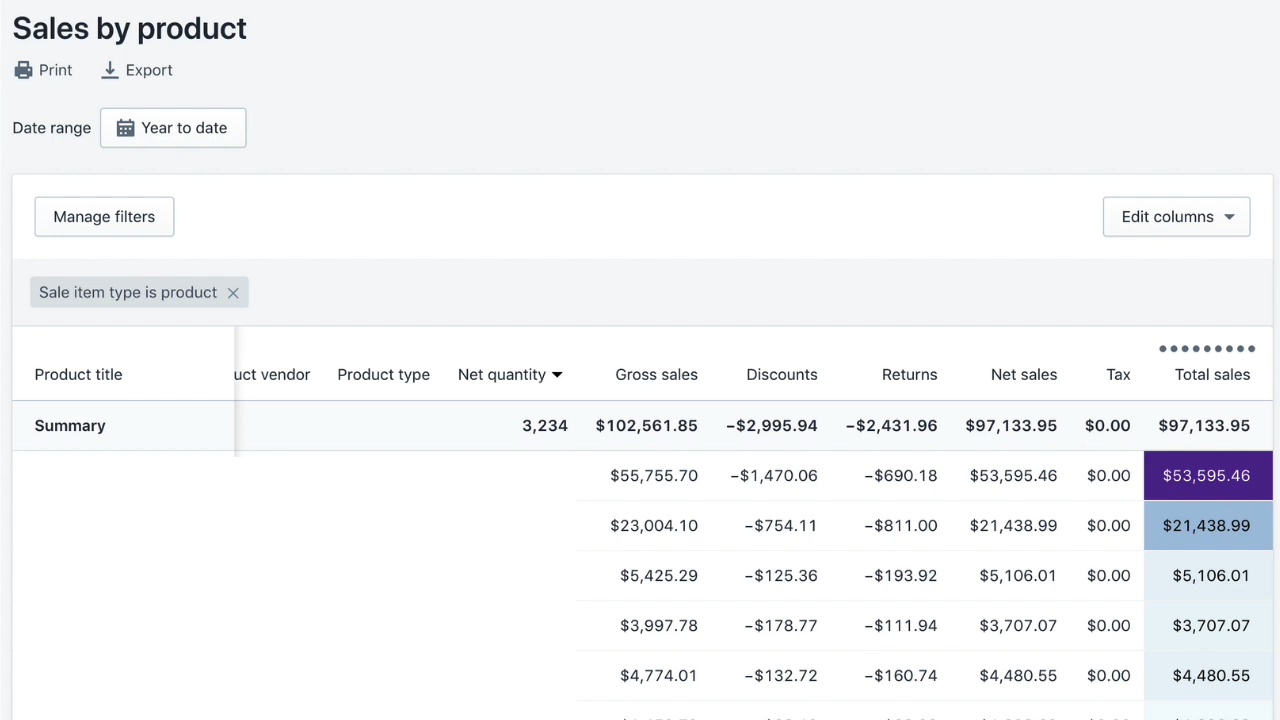 Sales by product
Print Export
Date range Year to date
Manage filters Edit columns
Sale item type is product
Product title uct vendor Product type Net quantity Gross sales Discounts Returns Net sales Tax Total sales
Summary 3,234 $102,561.85 −$2,995.94 −$2,431.96 $97,133.95 $0.00 $97,133.95
$55,755.70 −$1,470.06 −$690.18 $53,595.46 $0.00 $53,595.46
$23,004.10 −$754.11 −$811.00 $21,438.99 $0.00 $21,438.99
$5,425.29 −$125.36 −$193.92 $5,106.01 $0.00 $5,106.01
$3,997.78 −$178.77 −$111.94 $3,707.07 $0.00 $3,707.07
$4,774.01 −$132.72 −$160.74 $4,480.55 $0.00 $4,480.55